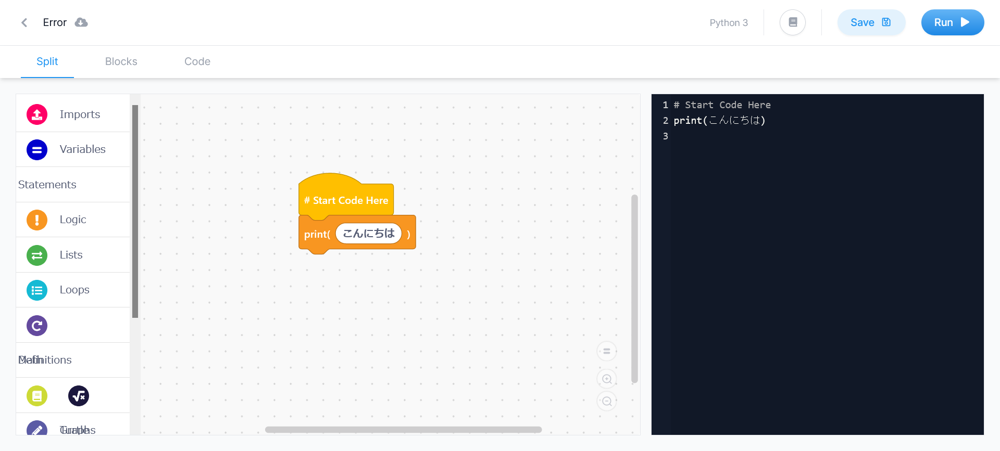 Error
Python 3
Save
Run
Split
Blocks
Code
Imports
Variables
Statements
Logic
Lists
Loops
Definitions
# Start Code Here
print( こんにちは )
1 # Start Code Here
2 print(こんにちは)
3